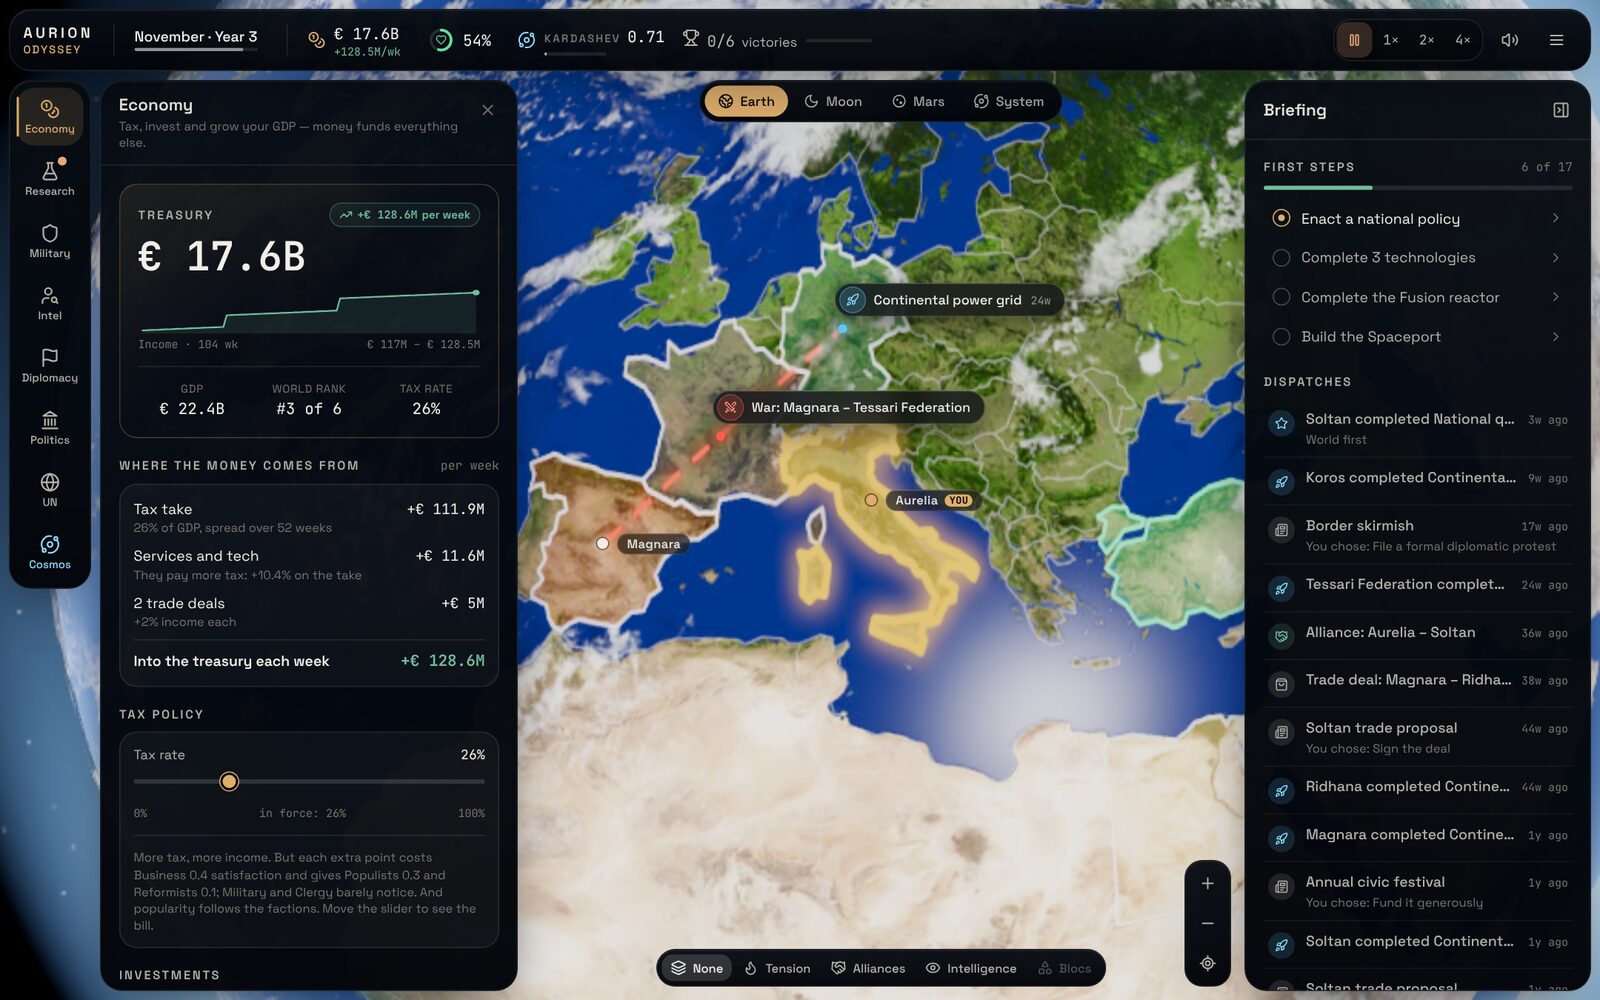 AURION
ODYSSEY
November · Year 3
€ 17.6B
+128.5M/wk
54%
KARDASHEV 0.71
0/6 victories
1×
2×
4×
Economy
Research
Military
Intel
Diplomacy
Politics
UN
Cosmos
Economy
Tax, invest and grow your GDP — money funds everything
else.
TREASURY
+€ 128.6M per week
€ 17.6B
Income · 104 wk
€ 117M – € 128.5M
GDP
WORLD RANK
TAX RATE
€ 22.4B
#3 of 6
26%
WHERE THE MONEY COMES FROM
per week
Tax take
+€ 111.9M
26% of GDP, spread over 52 weeks
Services and tech
+€ 11.6M
They pay more tax: +10.4% on the take
2 trade deals
+€ 5M
+2% income each
Into the treasury each week
+€ 128.6M
TAX POLICY
Tax rate
26%
0%
in force: 26%
100%
More tax, more income. But each extra point costs
Business 0.4 satisfaction and gives Populists 0.3 and
Reformists 0.1; Military and Clergy barely notice. And
popularity follows the factions. Move the slider to see the
bill.
INVESTMENTS
Earth
Moon
Mars
System
Continental power grid 24w
War: Magnara – Tessari Federation
Aurelia YOU
Magnara
None
Tension
Alliances
Intelligence
Blocs
Briefing
FIRST STEPS
6 of 17
Enact a national policy
Complete 3 technologies
Complete the Fusion reactor
Build the Spaceport
DISPATCHES
Soltan completed National q… 3w ago
World first
Koros completed Continenta… 9w ago
Border skirmish 17w ago
You chose: File a formal diplomatic protest
Tessari Federation complet… 24w ago
Alliance: Aurelia – Soltan 36w ago
Trade deal: Magnara – Ridha… 38w ago
Soltan trade proposal 44w ago
You chose: Sign the deal
Ridhana completed Contine… 44w ago
Magnara completed Contine… 1y ago
Annual civic festival 1y ago
You chose: Fund it generously
Soltan completed Continent… 1y ago
Soltan trade proposal 1y ago